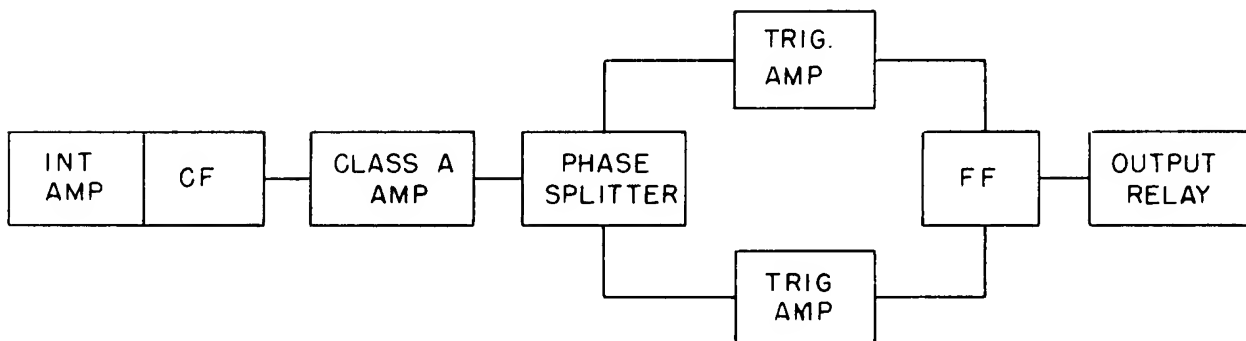 TRIG.
AMP
INT
AMP
CF
CLASS A
AMP
PHASE
SPLITTER
FF
OUTPUT
RELAY
TRIG
AMP